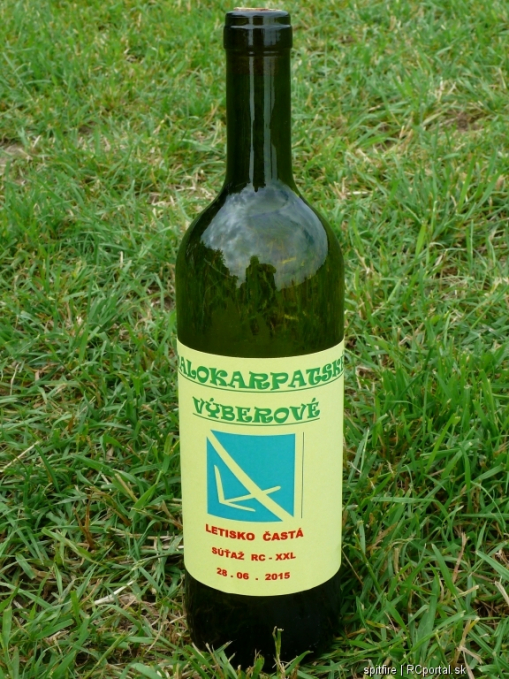 ALOKARPATSK
VÝBEROVÉ
LETISKO ČASTÁ
SÚŤAŽ RC - XXL
28 . 06 . 2015
spitfire | RCportal.sk